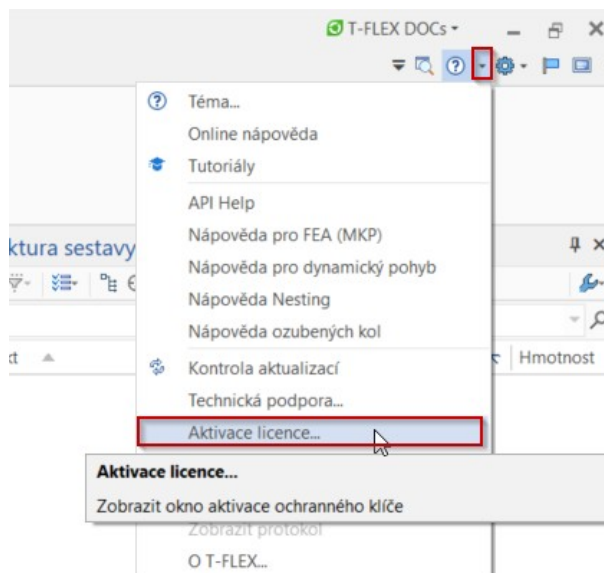 T-FLEX DOCs
Téma...
Online nápověda
Tutoriály
API Help
Nápověda pro FEA (MKP)
Nápověda pro dynamický pohyb
Nápověda Nesting
Nápověda ozubených kol
ktura sestavy
Hmotnost
Kontrola aktualizací
Technická podpora...
Aktivace licence...
Aktivace licence...
Zobrazit okno aktivace ochranného klíče
Zobrazit protokol
O T-FLEX...